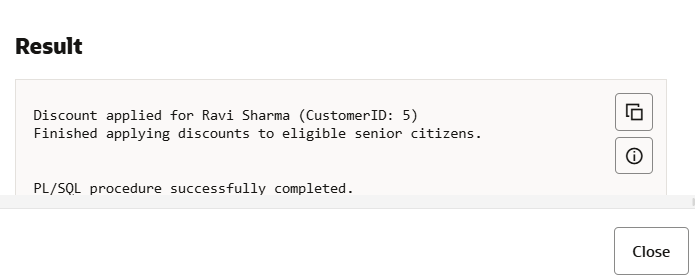 Result
Discount applied for Ravi Sharma (CustomerID: 5)
Finished applying discounts to eligible senior citizens.
PL/SQL procedure successfully completed.
Close